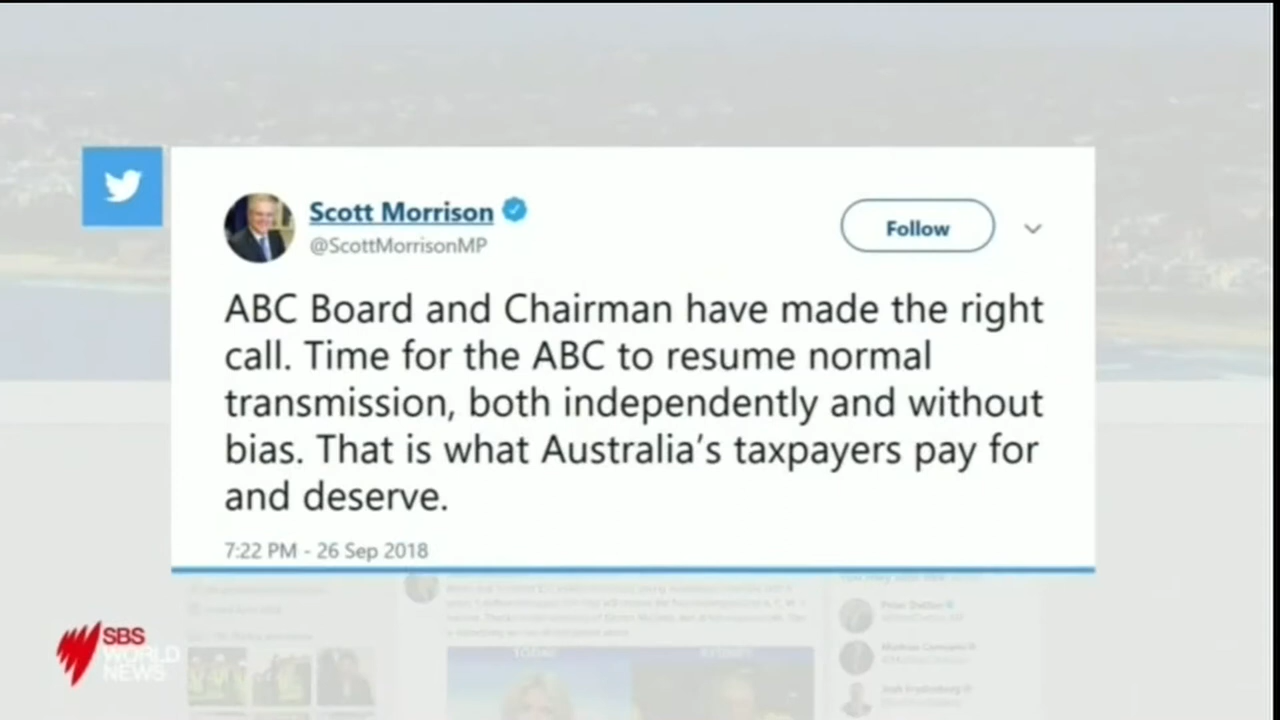 Scott Morrison
@ScottMorrisonMP
Follow
ABC Board and Chairman have made the right
call. Time for the ABC to resume normal
transmission, both independently and without
bias. That is what Australia's taxpayers pay for
and deserve.
7:22 PM - 26 Sep 2018
SBS
WORLD
NEWS